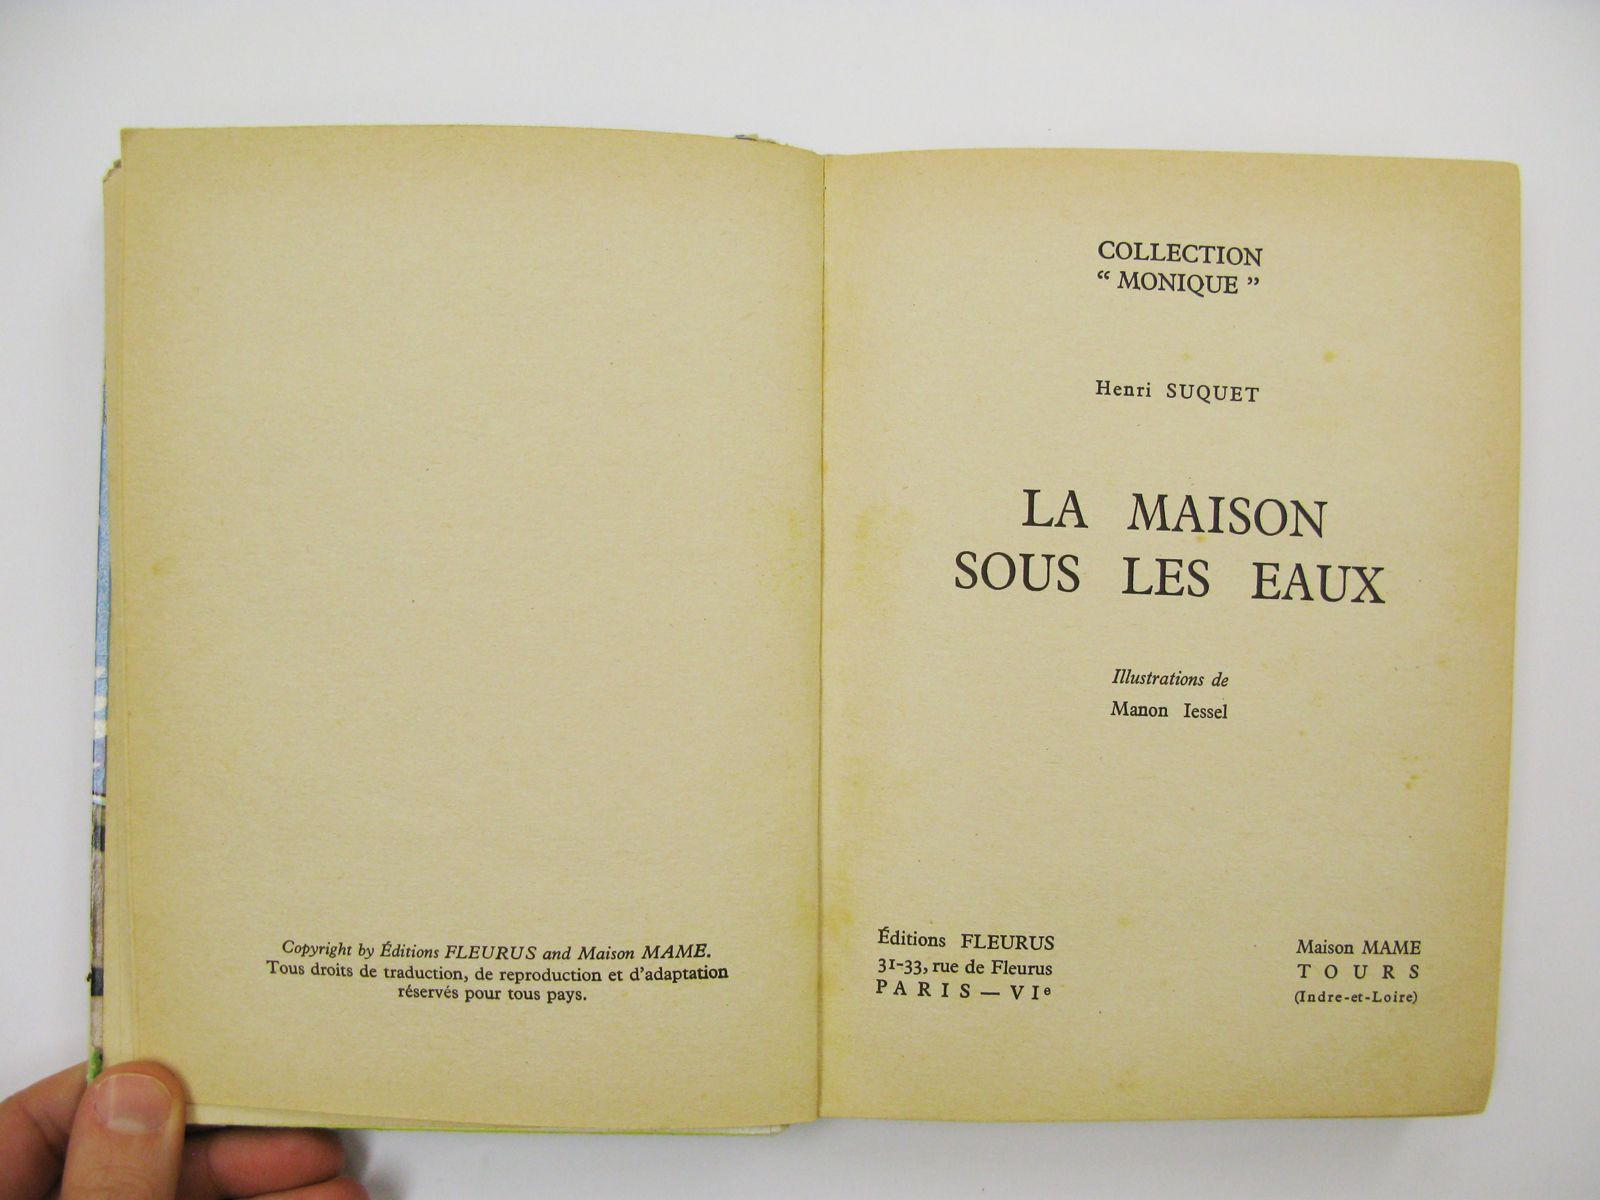 Copyright by Éditions FLEURUS and Maison MAME.
Tous droits de traduction, de reproduction et d'adaptation
réservés pour tous pays.
COLLECTION
“ MONIQUE ”
Henri SUQUET
LA MAISON
SOUS LES EAUX
Illustrations de
Manon Iessel
Éditions FLEURUS
31-33, rue de Fleurus
PARIS — VIe
Maison MAME
TOURS
(Indre-et-Loire)